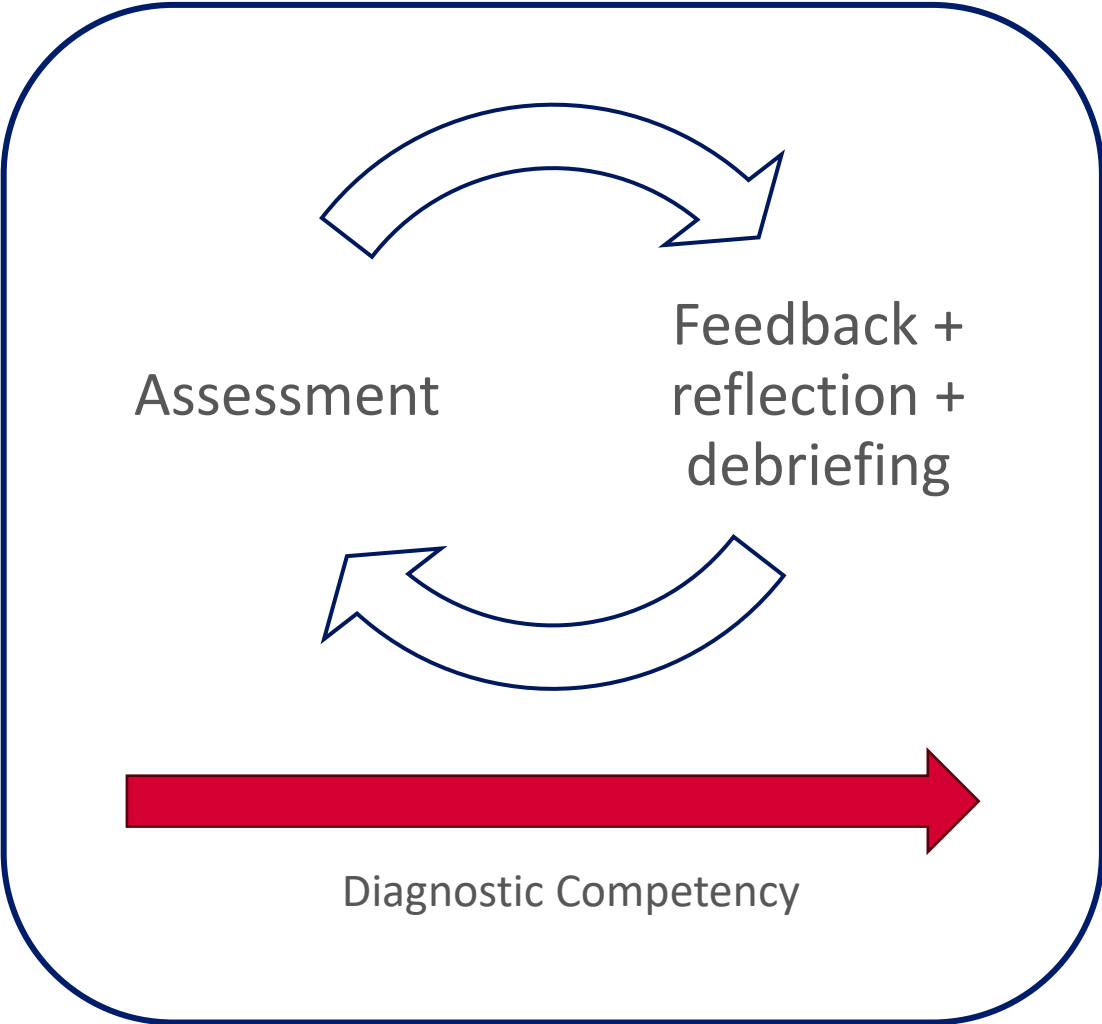 Assessment
Feedback +
reflection +
debriefing
Diagnostic Competency